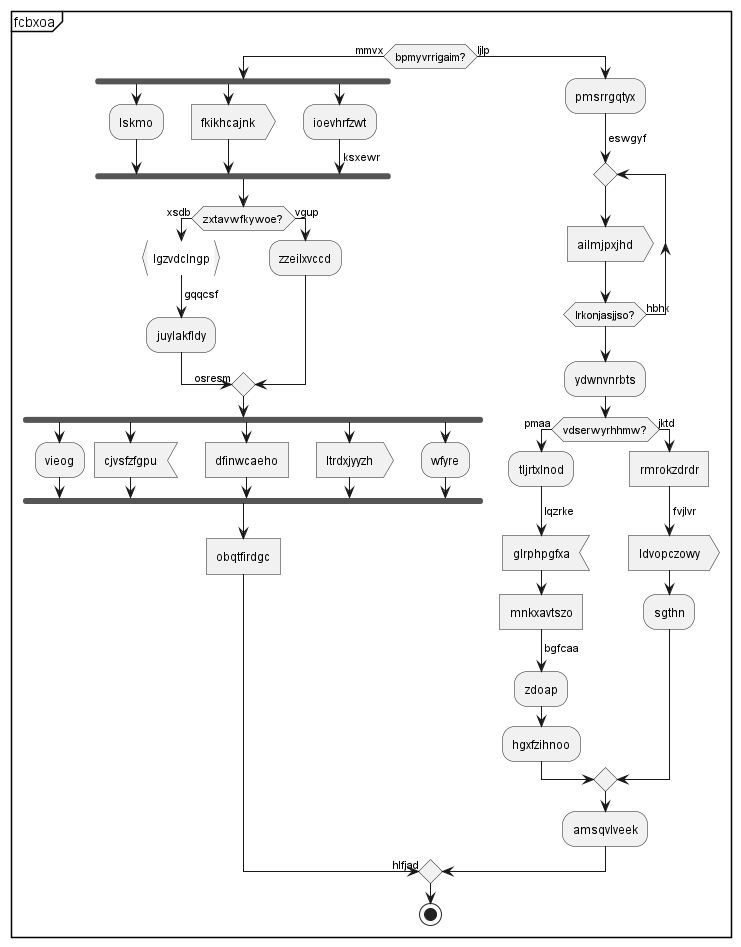 fcbxoa
mmvx
bpmyvrrigaim?
ljlp
lskmo
fkikhcajnk
ioevhrfzwt
ksxewr
xsdb
zxtavwfkywoe?
vgup
lgzvdclngp
zzeilxvccd
gqqcsf
juylakfldy
osresm
vieog
cjvsfzfgpu
dfinwcaeho
ltrdxjyyzh
wfyre
obqtfirdgc
pmsrrgqtyx
eswgyf
ailmjpxjhd
lrkonjasjjso?
hbhx
ydwnvnrbts
pmaa
vdserwyrhhmw?
jktd
tljrtxlnod
rmrokzdrdr
lqzrke
fvjlvr
glrphpgfxa
ldvopczowy
mnkxavtszo
sgthn
bgfcaa
zdoap
hgxfzihnoo
amsqvlveek
hlfjad